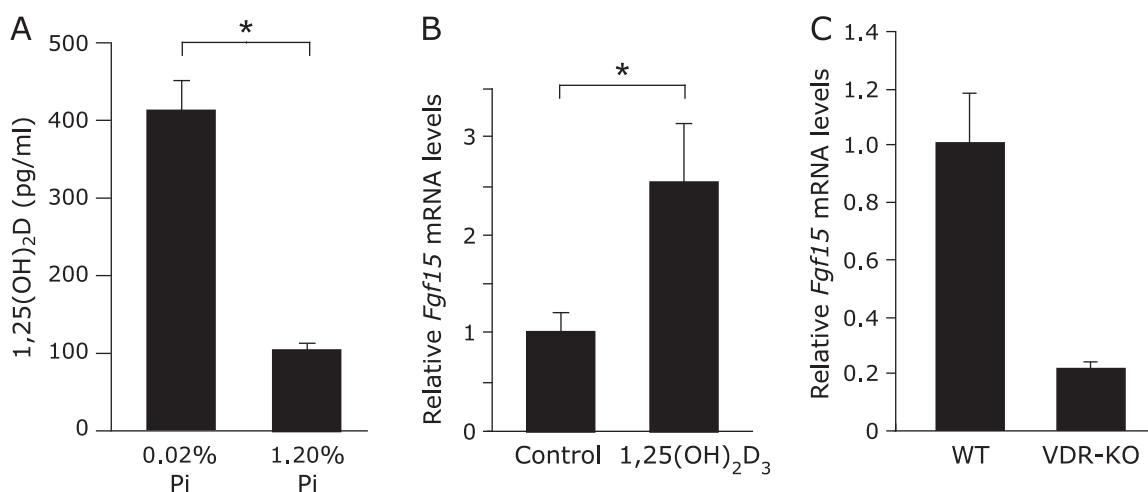 A
1,25(OH)₂D (pg/ml)
500
400
300
200
100
0
*
0.02%
Pi
1.20%
Pi
B
Relative Fgf15 mRNA levels
3
2
1
0
*
Control
1,25(OH)₂D₃
C
Relative Fgf15 mRNA levels
1.4
1.2
1.0
0.8
0.6
0.4
0.2
0
WT
VDR-KO